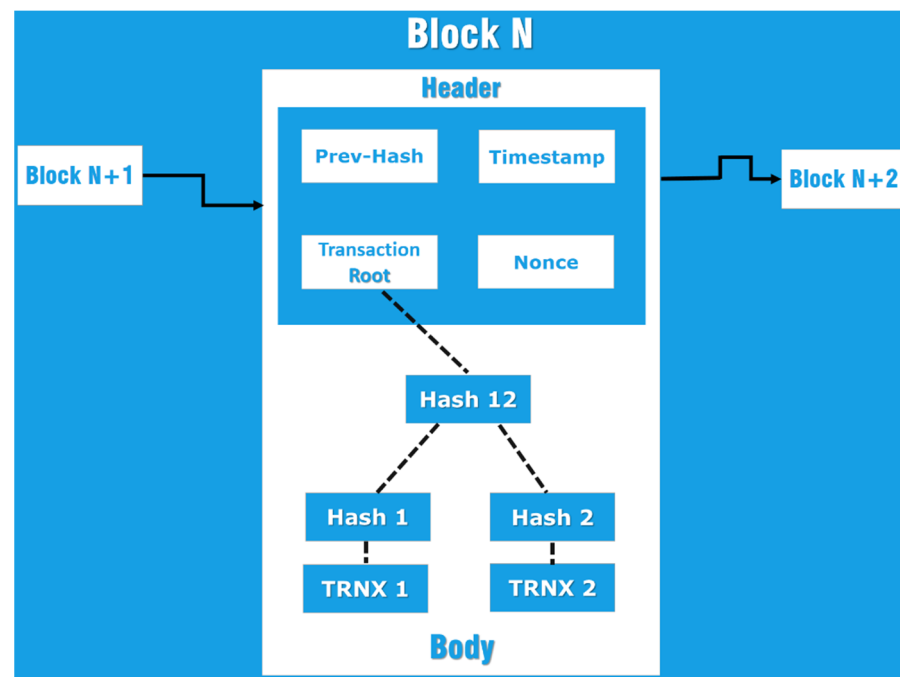 Block N
Header
Prev-Hash
Timestamp
Block N+1
Block N+2
Transaction
Root
Nonce
Hash 12
Hash 1
Hash 2
TRNX 1
TRNX 2
Body